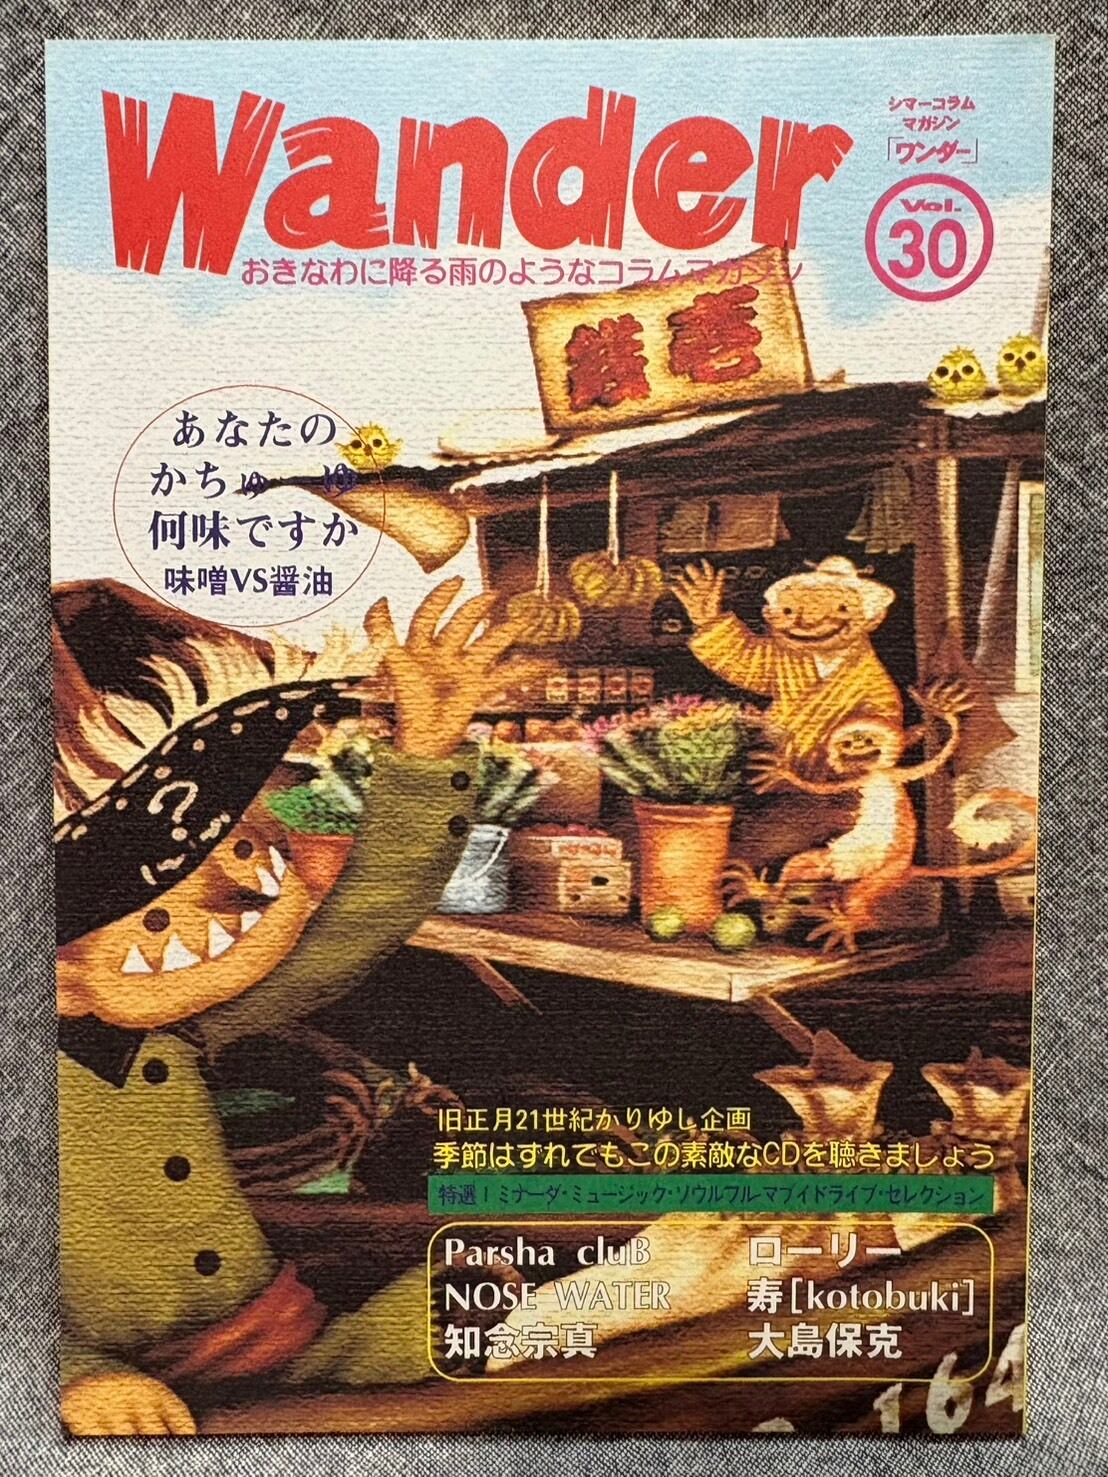 Wander
シマーコラム
マガジン
「ワンダー」
Vol.
30
おきなわに降る雨のようなコラムマガジン
あなたの
かちゅーゆ
何味ですか
味噌VS醤油
旧正月21世紀かりゆし企画
季節はずれでもこの素敵なCDを聴きましょう
特選！ミナーダ・ミュージック・ソウルフル・マブイドライブ・セレクション
Parsha cluB
ローリー
NOSE WATER
寿[kotobuki]
知念宗真
大島保克
164